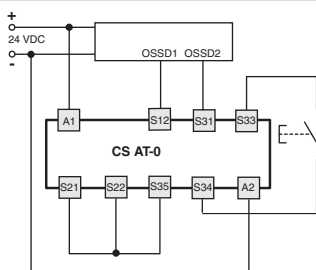 +
24 VDC
-
OSSD1 OSSD2
A1 S12 S31 S33
CS AT-0
S21 S22 S35 S34 A2